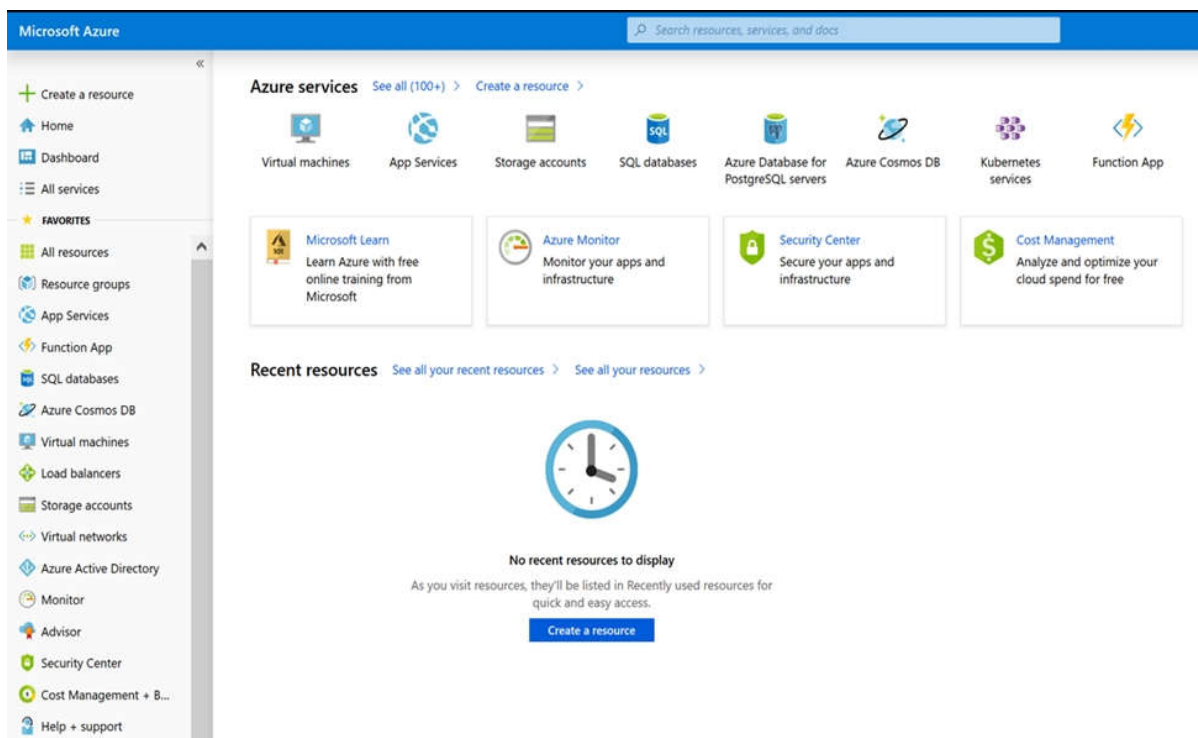 Microsoft Azure
Search resources, services, and docs
«
Create a resource
Home
Dashboard
All services
FAVORITES
All resources
Resource groups
App Services
Function App
SQL databases
Azure Cosmos DB
Virtual machines
Load balancers
Storage accounts
Virtual networks
Azure Active Directory
Monitor
Advisor
Security Center
Cost Management + B...
Help + support
Azure services See all (100+) > Create a resource >
Virtual machines
App Services
Storage accounts
SQL
SQL databases
Azure Database for
PostgreSQL servers
Azure Cosmos DB
Kubernetes
services
Function App
Microsoft Learn
Learn Azure with free
online training from
Microsoft
Azure Monitor
Monitor your apps and
infrastructure
Security Center
Secure your apps and
infrastructure
Cost Management
Analyze and optimize your
cloud spend for free
Recent resources See all your recent resources > See all your resources >
No recent resources to display
As you visit resources, they'll be listed in Recently used resources for
quick and easy access.
Create a resource